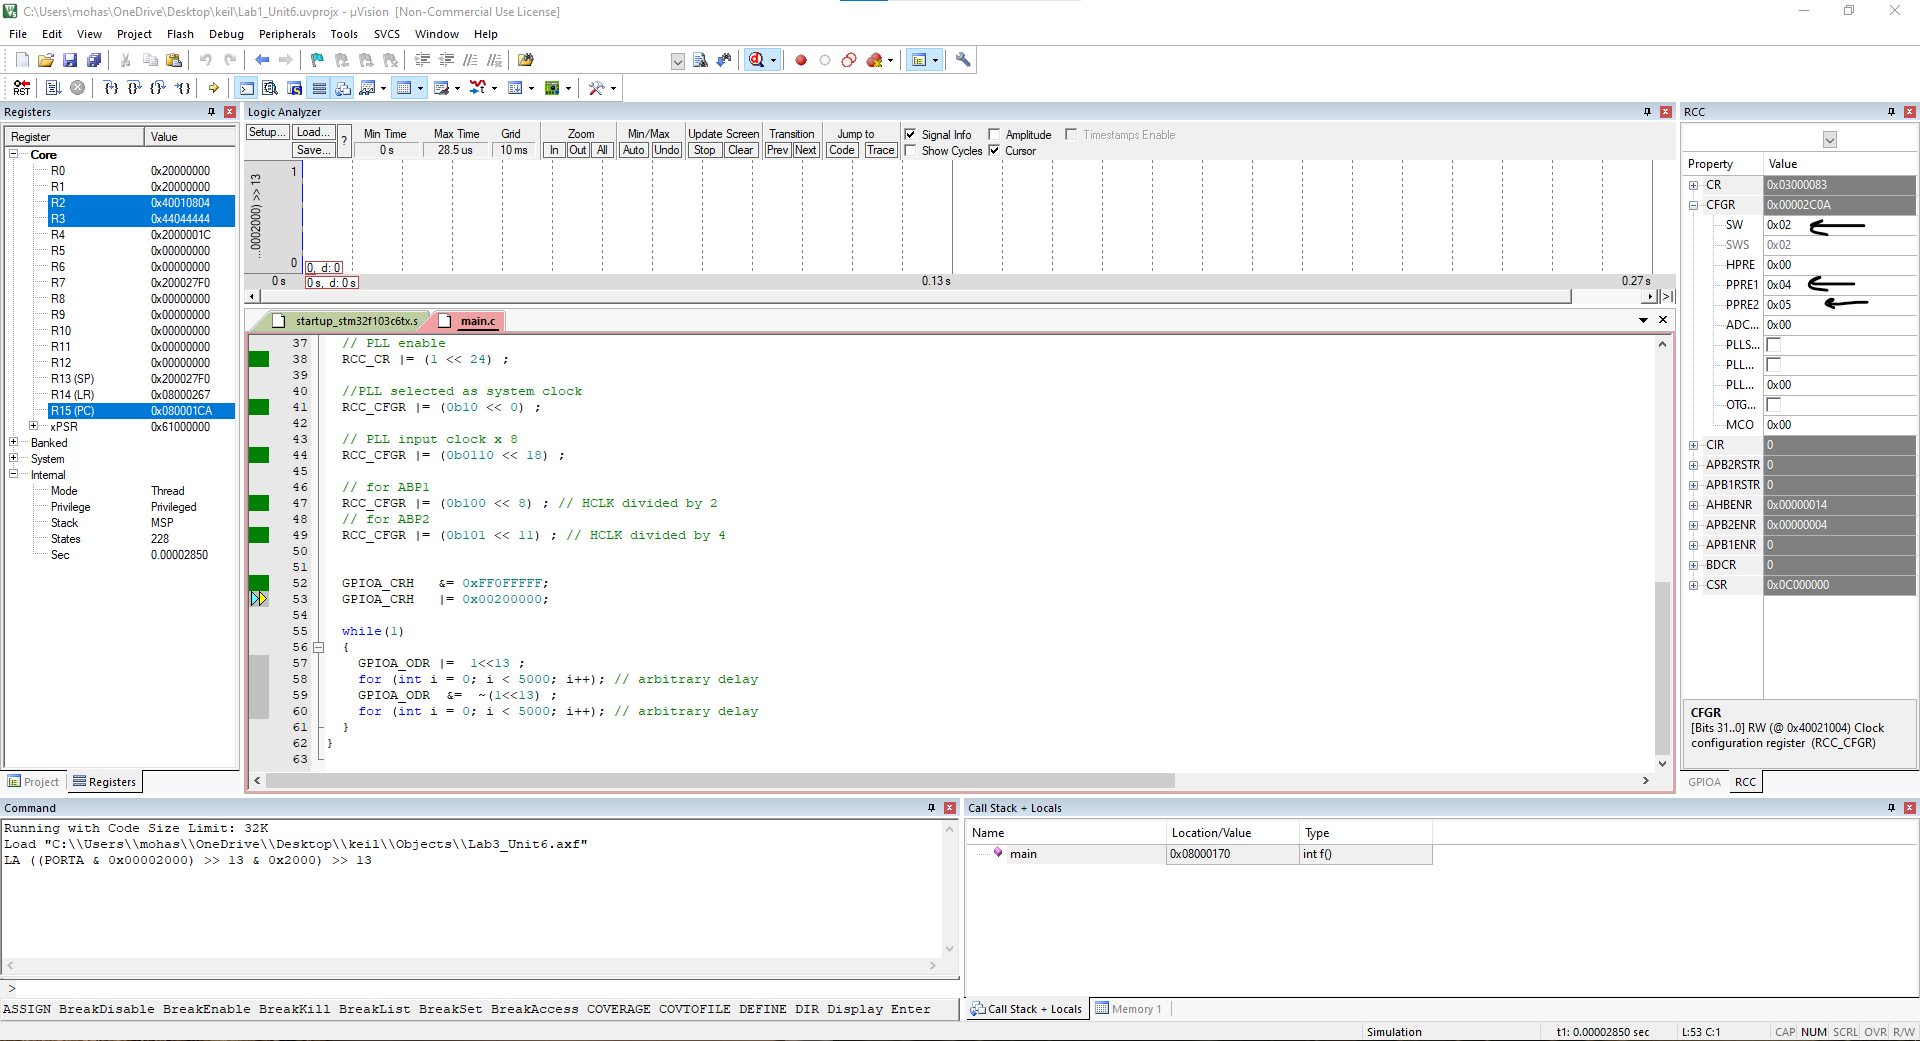 C:\Users\mohas\OneDrive\Desktop\keil\Lab1_Unit6.uvprojx - µVision  [Non-Commercial Use License]
File Edit View Project Flash Debug Peripherals Tools SVCS Window Help
Registers
Register Value
Core
R0 0x20000000
R1 0x20000000
R2 0x40010804
R3 0x44044444
R4 0x2000001C
R5 0x00000000
R6 0x00000000
R7 0x200027F0
R8 0x00000000
R9 0x00000000
R10 0x00000000
R11 0x00000000
R12 0x00000000
R13 (SP) 0x200027F0
R14 (LR) 0x08000267
R15 (PC) 0x080001CA
xPSR 0x61000000
Banked
System
Internal
Mode Thread
Privilege Privileged
Stack MSP
States 228
Sec 0.00002850
Project Registers
Logic Analyzer
Setup... Load... ? Min Time Max Time Grid Zoom Min/Max Update Screen Transition Jump to Signal Info Amplitude Timestamps Enable
Save... 0 s 28.5 us 10 ms In Out All Auto Undo Stop Clear Prev Next Code Trace Show Cycles Cursor
...00002000) >> 13
1
0
0, d: 0
0 s 0 s, d: 0 s 0.13 s 0.27 s
startup_stm32f103c6tx.s main.c
37 // PLL enable
38 RCC_CR |= (1 << 24) ;
39
40 //PLL selected as system clock
41 RCC_CFGR |= (0b10 << 0) ;
42
43 // PLL input clock x 8
44 RCC_CFGR |= (0b0110 << 18) ;
45
46 // for ABP1
47 RCC_CFGR |= (0b100 << 8) ; // HCLK divided by 2
48 // for ABP2
49 RCC_CFGR |= (0b101 << 11) ; // HCLK divided by 4
50
51
52 GPIOA_CRH   &= 0xFF0FFFFF;
53 GPIOA_CRH   |= 0x00200000;
54
55 while(1)
56 {
57 GPIOA_ODR |=  1<<13 ;
58 for (int i = 0; i < 5000; i++); // arbitrary delay
59 GPIOA_ODR  &=  ~(1<<13) ;
60 for (int i = 0; i < 5000; i++); // arbitrary delay
61 }
62 }
63
RCC
Property Value
CR 0x03000083
CFGR 0x00002C0A
SW 0x02
SWS 0x02
HPRE 0x00
PPRE1 0x04
PPRE2 0x05
ADC... 0x00
PLLS...
PLL...
PLL... 0x00
OTG...
MCO 0x00
CIR 0
APB2RSTR 0
APB1RSTR 0
AHBENR 0x00000014
APB2ENR 0x00000004
APB1ENR 0
BDCR 0
CSR 0x0C000000
CFGR
[Bits 31..0] RW (@ 0x40021004) Clock
configuration register  (RCC_CFGR)
GPIOA RCC
Command
Running with Code Size Limit: 32K
Load "C:\\Users\\mohas\\OneDrive\\Desktop\\keil\\Objects\\Lab3_Unit6.axf"
LA ((PORTA & 0x00002000) >> 13 & 0x2000) >> 13
>
ASSIGN BreakDisable BreakEnable BreakKill BreakList BreakSet BreakAccess COVERAGE COVTOFILE DEFINE DIR Display Enter
Call Stack + Locals
Name Location/Value Type
main 0x08000170 int f()
Call Stack + Locals Memory 1
Simulation t1: 0.00002850 sec L:53 C:1 CAP NUM SCRL OVR R/W